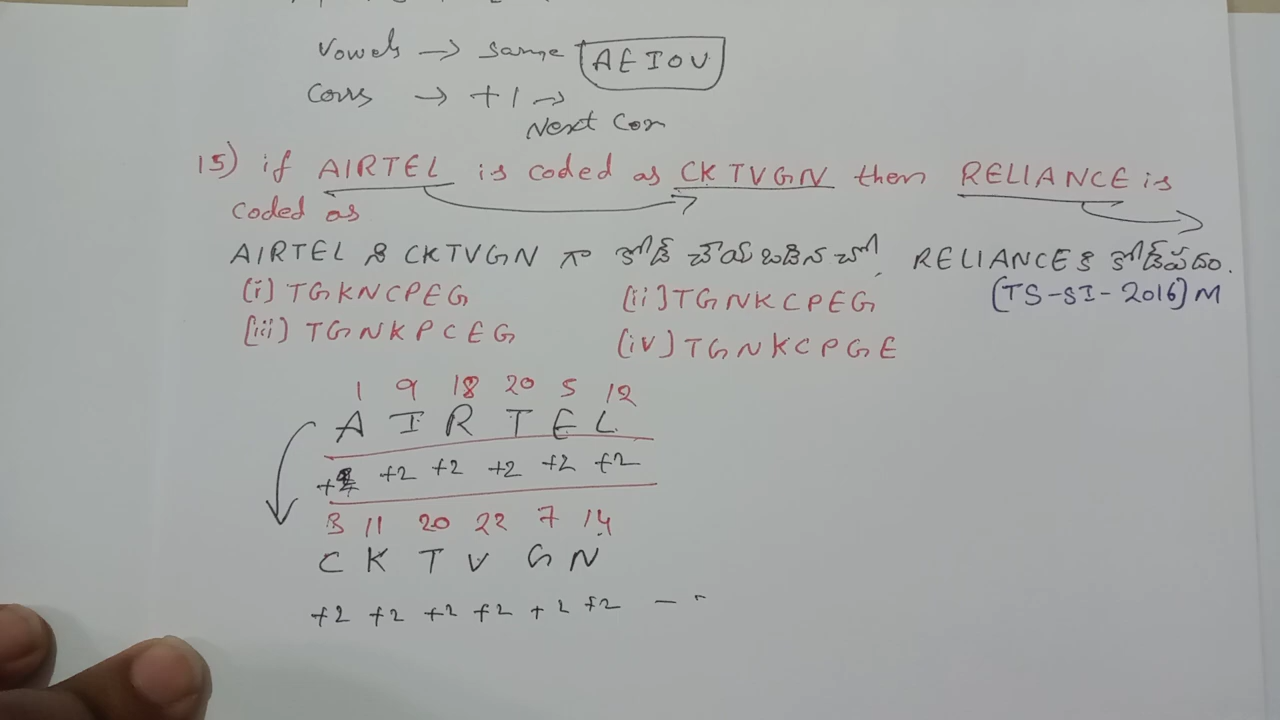 Vowels → same AEIOU
Cons → +1 →
Next Con
15) if AIRTEL is coded as CKTVGN then RELIANCE is
coded as
AIRTEL ని CKTVGN గా కోడ్ చేయబడిన చో, RELIANCE కి కోడ్‌పదం.
(i) TGKNCPEG (ii) TGNKCPEG (TS-SI-2016) M
(iii) TGNKPCEG (iv) TGNKCPGE
1 9 18 20 5 12
A I R T E L
+2 +2 +2 +2 +2 +2
3 11 20 22 7 14
C K T V G N
+2 +2 +2 +2 +2 +2 - -